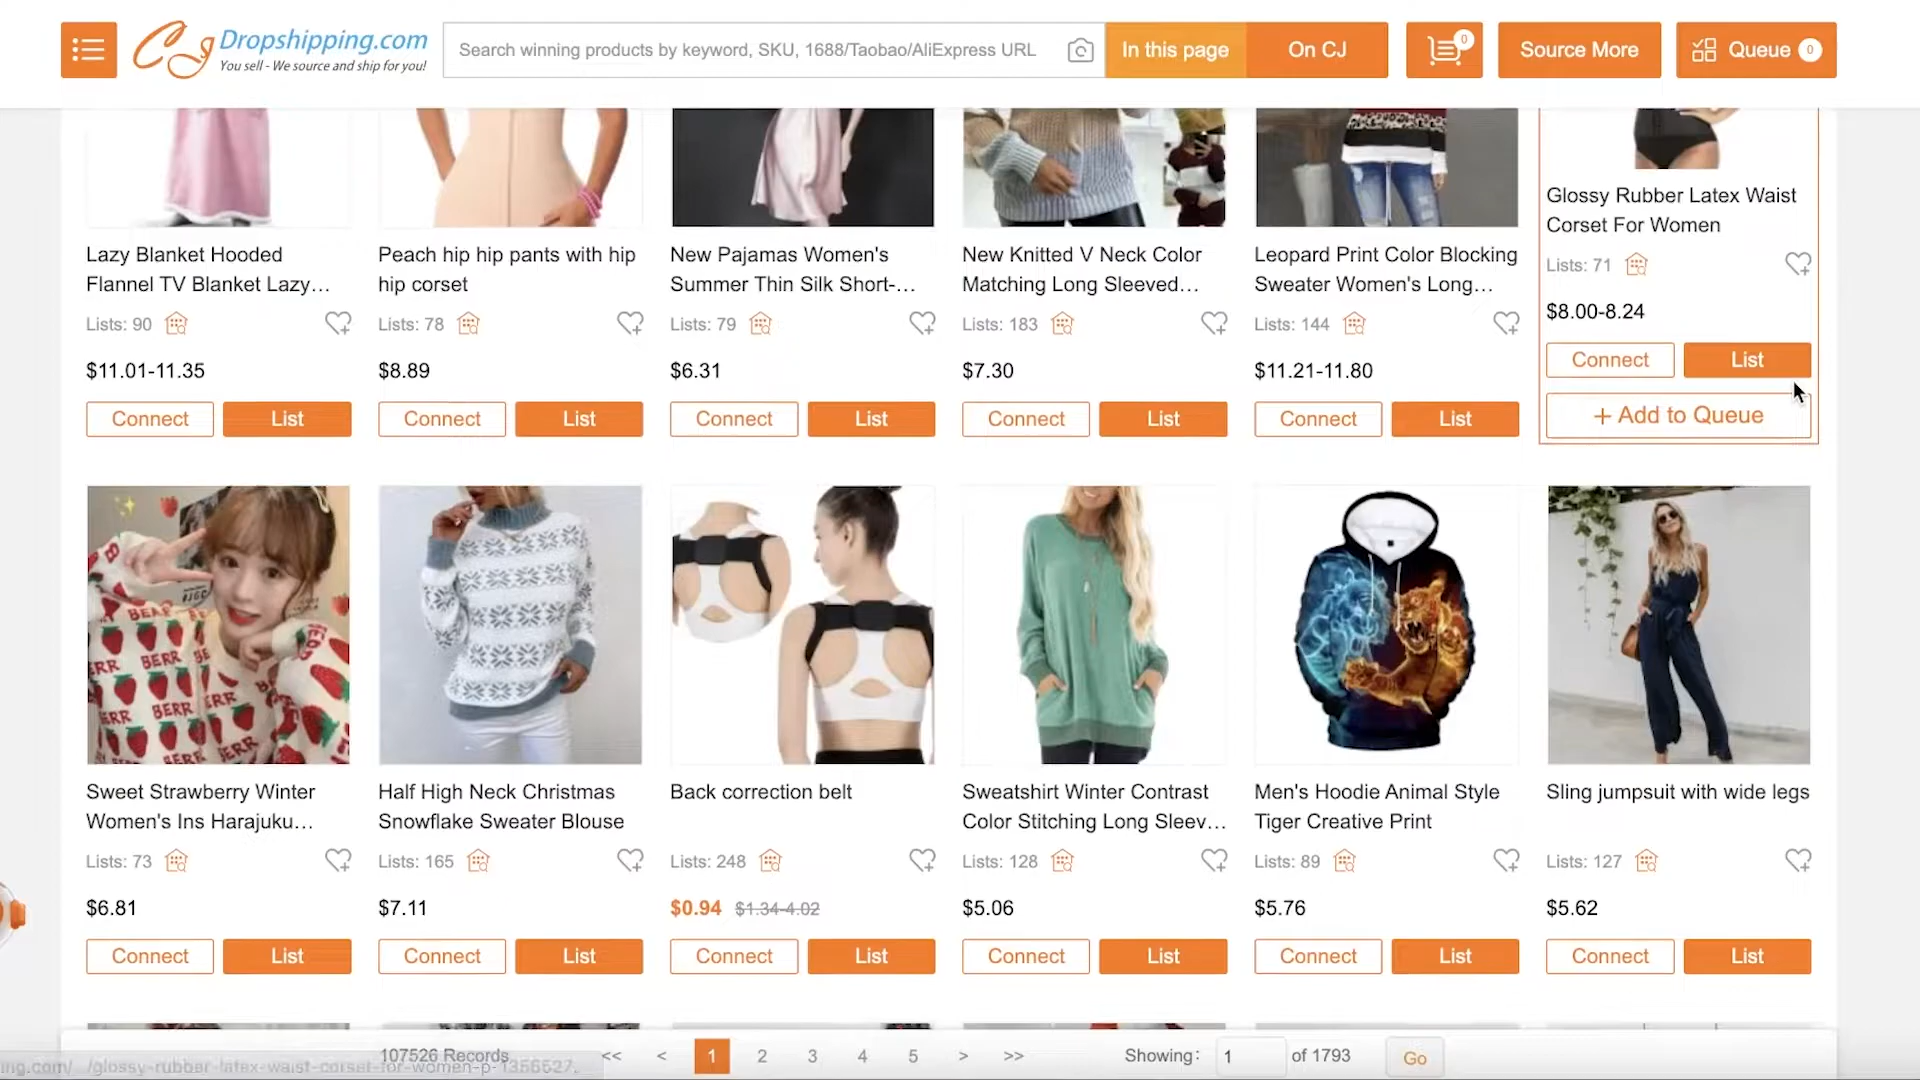 Dropshipping.com
You sell - We source and ship for you!
Search winning products by keyword, SKU, 1688/Taobao/AliExpress URL
In this page
On CJ
0
Source More
Queue 0
Lazy Blanket Hooded
Flannel TV Blanket Lazy...
Lists: 90
$11.01-11.35
Connect
List
Peach hip hip pants with hip
hip corset
Lists: 78
$8.89
Connect
List
New Pajamas Women's
Summer Thin Silk Short-...
Lists: 79
$6.31
Connect
List
New Knitted V Neck Color
Matching Long Sleeved...
Lists: 183
$7.30
Connect
List
Leopard Print Color Blocking
Sweater Women's Long...
Lists: 144
$11.21-11.80
Connect
List
Glossy Rubber Latex Waist
Corset For Women
Lists: 71
$8.00-8.24
Connect
List
+ Add to Queue
Sweet Strawberry Winter
Women's Ins Harajuku...
Lists: 73
$6.81
Connect
List
Half High Neck Christmas
Snowflake Sweater Blouse
Lists: 165
$7.11
Connect
List
Back correction belt
Lists: 248
$0.94 $1.34-4.02
Connect
List
Sweatshirt Winter Contrast
Color Stitching Long Sleev...
Lists: 128
$5.06
Connect
List
Men's Hoodie Animal Style
Tiger Creative Print
Lists: 89
$5.76
Connect
List
Sling jumpsuit with wide legs
Lists: 127
$5.62
Connect
List
107526 Records
<< < 1 2 3 4 5 > >>
Showing: 1 of 1793 Go